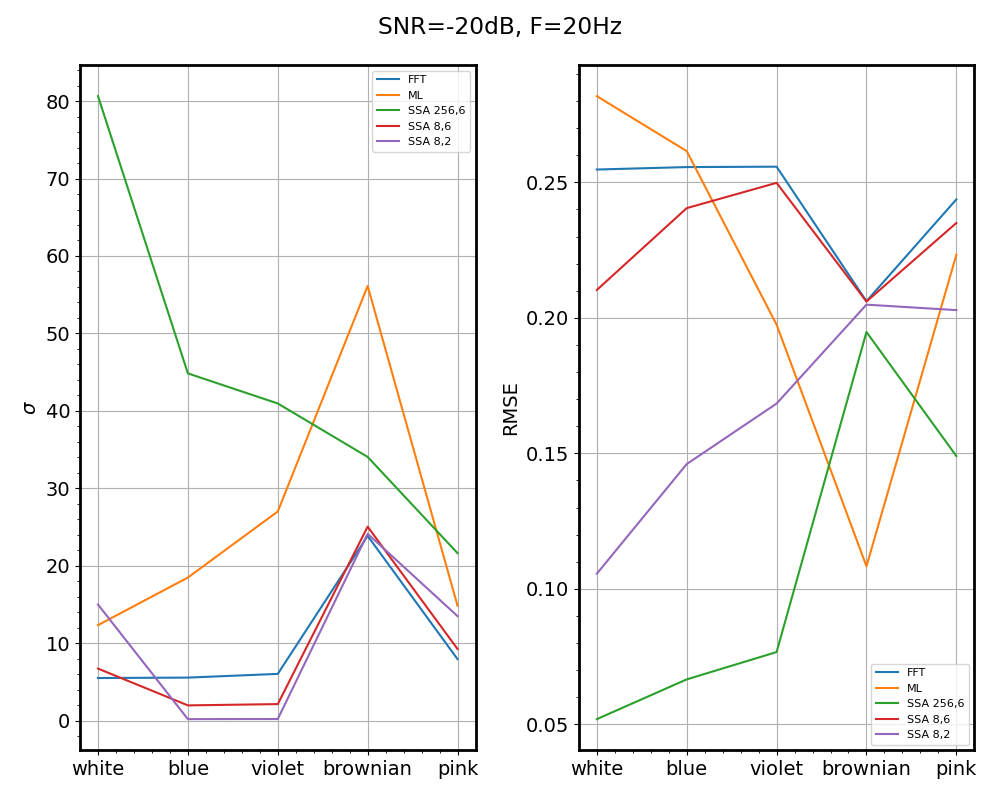 SNR=-20dB, F=20Hz
FFT
ML
SSA 256,6
SSA 8,6
SSA 8,2
80
70
60
50
40
30
20
10
0
σ
white blue violet brownian pink
0.25
0.20
0.15
0.10
0.05
RMSE
FFT
ML
SSA 256,6
SSA 8,6
SSA 8,2
white blue violet brownian pink